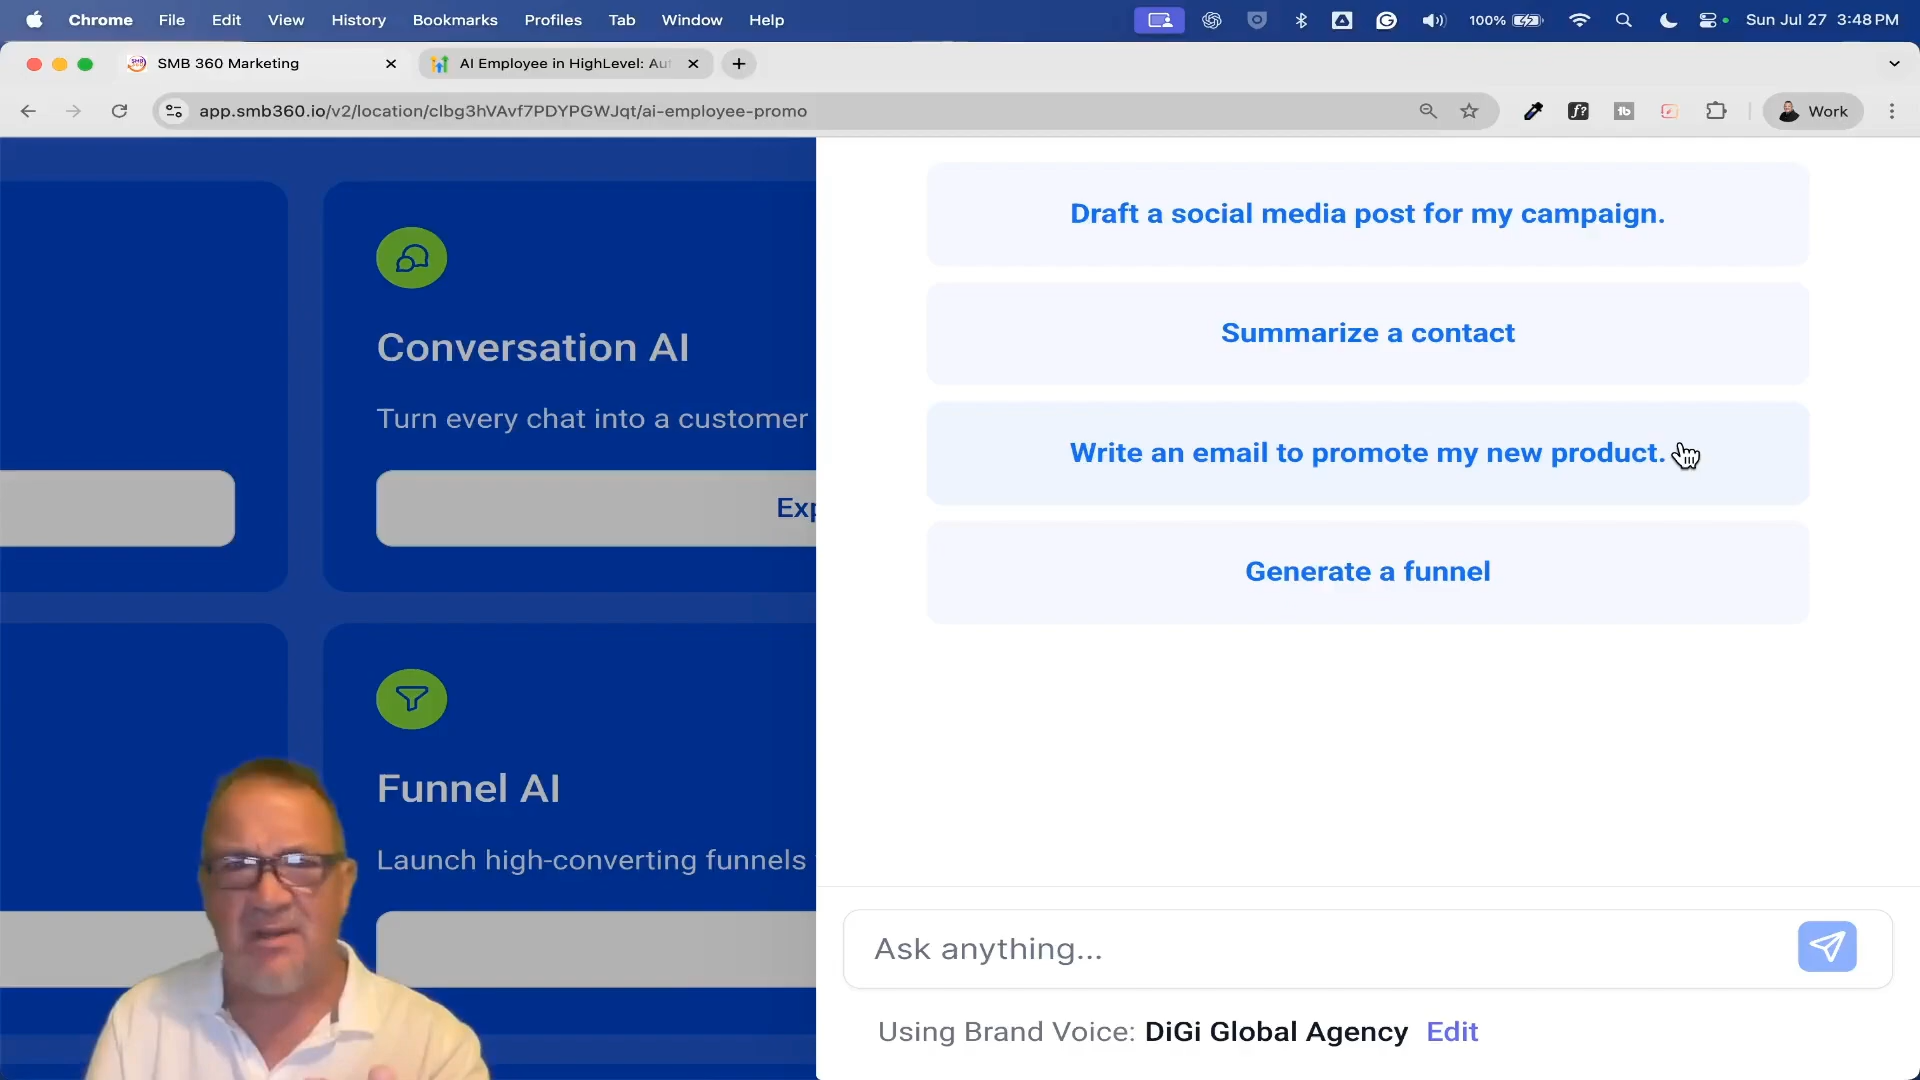 Chrome File Edit View History Bookmarks Profiles Tab Window Help 100% Sun Jul 27 3:48 PM
SMB 360 Marketing AI Employee in HighLevel: Aut
app.smb360.io/v2/location/clbg3hVAvf7PDYPGWJqt/ai-employee-promo Work
Draft a social media post for my campaign.
Summarize a contact
Write an email to promote my new product.
Generate a funnel
Conversation AI
Turn every chat into a customer
Exp
Funnel AI
Launch high-converting funnels
Ask anything...
Using Brand Voice: DiGi Global Agency Edit